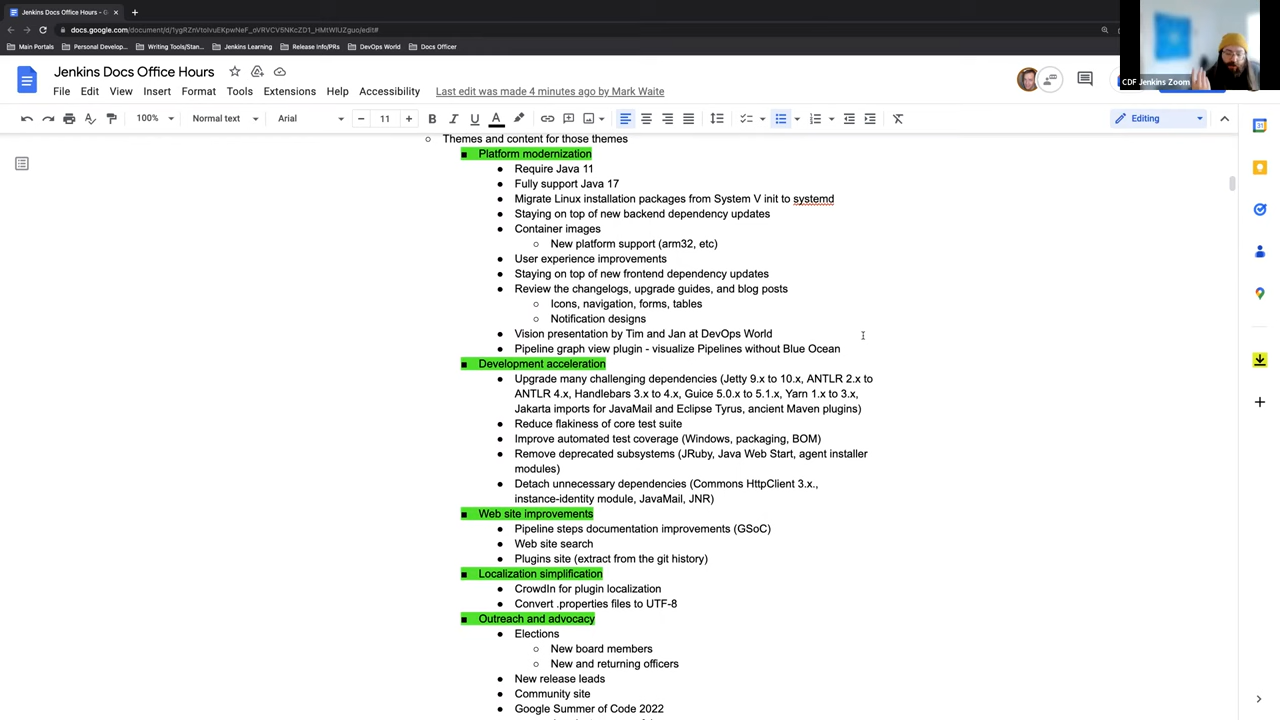 Jenkins Docs Office Hours - G
docs.google.com/document/d/1ygRZnVtoIvuEKpwNeF_oVRVCV5NKcZD1_HMtWIUZguo/edit#
Main Portals
Personal Develop...
Writing Tools/Stan...
Jenkins Learning
Release Info/PRs
DevOps World
Docs Officer
CDF Jenkins Zoom
Jenkins Docs Office Hours
File Edit View Insert Format Tools Extensions Help Accessibility
Last edit was made 4 minutes ago by Mark Waite
100% Normal text Arial 11 Editing
Themes and content for those themes
Platform modernization
Require Java 11
Fully support Java 17
Migrate Linux installation packages from System V init to systemd
Staying on top of new backend dependency updates
Container images
New platform support (arm32, etc)
User experience improvements
Staying on top of new frontend dependency updates
Review the changelogs, upgrade guides, and blog posts
Icons, navigation, forms, tables
Notification designs
Vision presentation by Tim and Jan at DevOps World
Pipeline graph view plugin - visualize Pipelines without Blue Ocean
Development acceleration
Upgrade many challenging dependencies (Jetty 9.x to 10.x, ANTLR 2.x to
ANTLR 4.x, Handlebars 3.x to 4.x, Guice 5.0.x to 5.1.x, Yarn 1.x to 3.x,
Jakarta imports for JavaMail and Eclipse Tyrus, ancient Maven plugins)
Reduce flakiness of core test suite
Improve automated test coverage (Windows, packaging, BOM)
Remove deprecated subsystems (JRuby, Java Web Start, agent installer
modules)
Detach unnecessary dependencies (Commons HttpClient 3.x.,
instance-identity module, JavaMail, JNR)
Web site improvements
Pipeline steps documentation improvements (GSoC)
Web site search
Plugins site (extract from the git history)
Localization simplification
CrowdIn for plugin localization
Convert .properties files to UTF-8
Outreach and advocacy
Elections
New board members
New and returning officers
New release leads
Community site
Google Summer of Code 2022